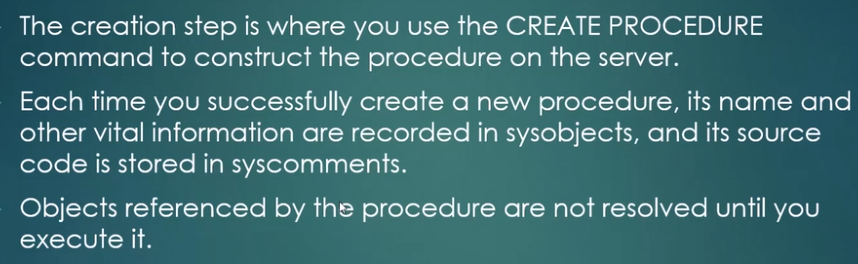 The creation step is where you use the CREATE PROCEDURE
command to construct the procedure on the server.
Each time you successfully create a new procedure, its name and
other vital information are recorded in sysobjects, and its source
code is stored in syscomments.
Objects referenced by the procedure are not resolved until you
execute it.